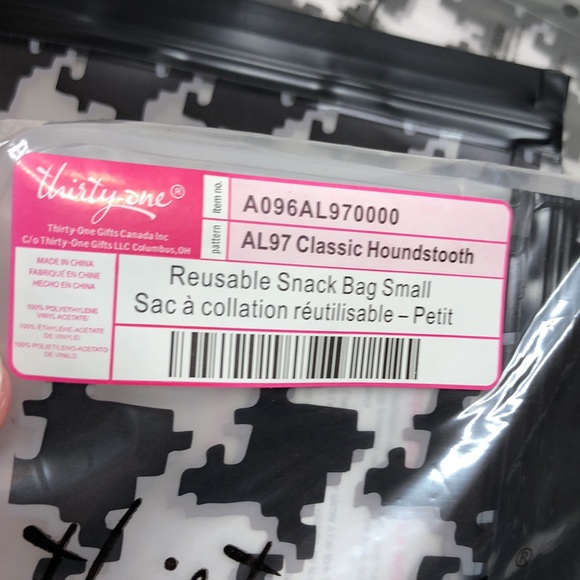 thirty-one®
Thirty-One Gifts Canada Inc
C/o Thirty-One Gifts LLC Columbus, OH
item no.
A096AL970000
pattern
AL97 Classic Houndstooth
MADE IN CHINA
FABRIQUÉ EN CHINE
HECHO EN CHINA
100% POLYETHYLENE
VINYL ACETATE/
100% ÉTHYLÈNE-ACÉTATE
DE VINYLE/
100% POLIETILENO-ACETATO
DE VINILO
Reusable Snack Bag Small
Sac à collation réutilisable – Petit
®